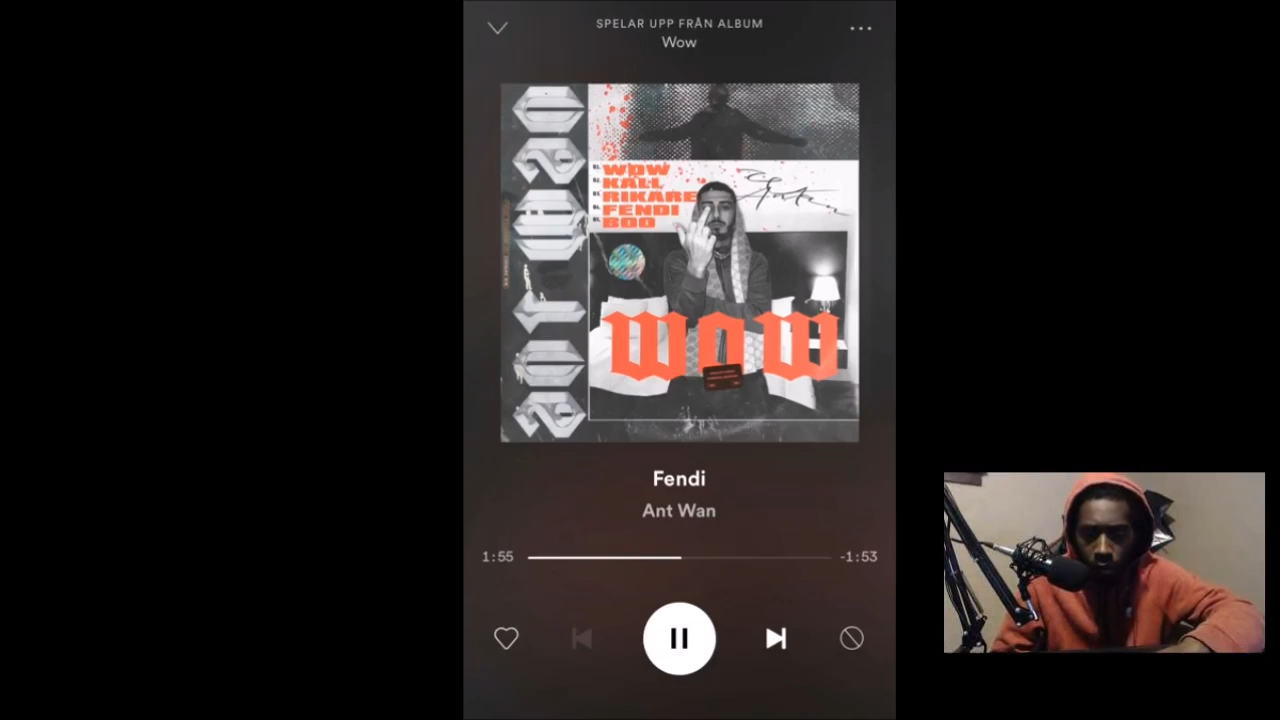 SPELAR UPP FRÅN ALBUM
Wow
WOW
KALL
RIKARE
FENDI
BOO
WOW
Fendi
Ant Wan
1:55
-1:53